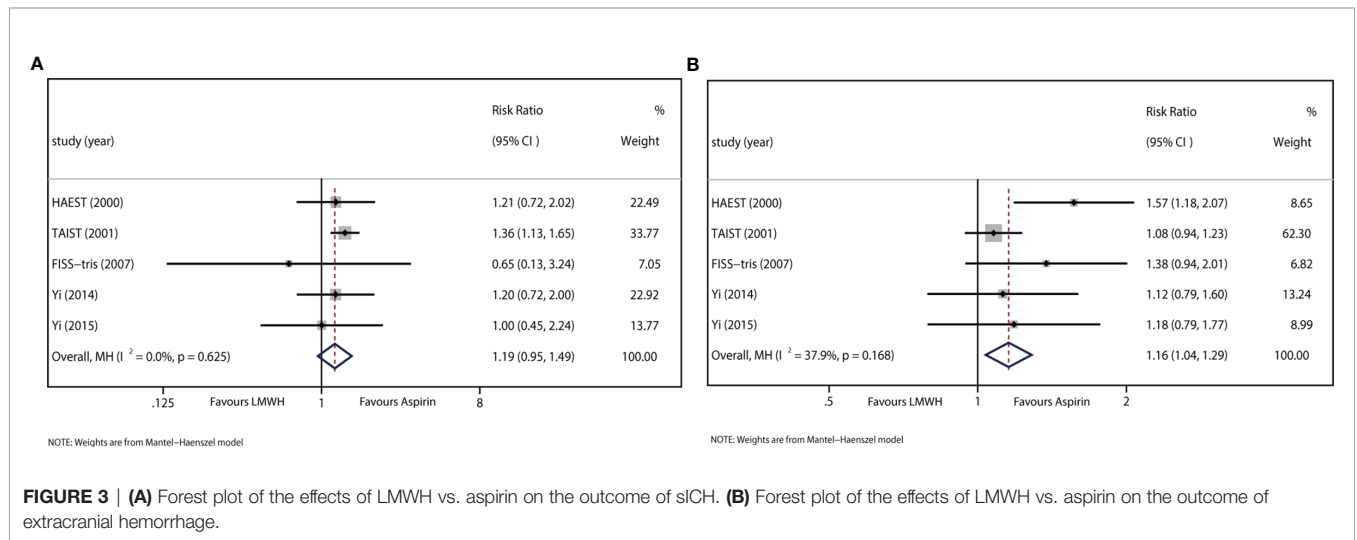 A
Risk Ratio %
study (year) (95% CI ) Weight
HAEST (2000) 1.21 (0.72, 2.02) 22.49
TAIST (2001) 1.36 (1.13, 1.65) 33.77
FISS−tris (2007) 0.65 (0.13, 3.24) 7.05
Yi (2014) 1.20 (0.72, 2.00) 22.92
Yi (2015) 1.00 (0.45, 2.24) 13.77
Overall, MH (I 2 = 0.0%, p = 0.625) 1.19 (0.95, 1.49) 100.00
.125 Favours LMWH 1 Favours Aspirin 8
NOTE: Weights are from Mantel−Haenszel model
B
Risk Ratio %
study (year) (95% CI ) Weight
HAEST (2000) 1.57 (1.18, 2.07) 8.65
TAIST (2001) 1.08 (0.94, 1.23) 62.30
FISS−tris (2007) 1.38 (0.94, 2.01) 6.82
Yi (2014) 1.12 (0.79, 1.60) 13.24
Yi (2015) 1.18 (0.79, 1.77) 8.99
Overall, MH (I 2 = 37.9%, p = 0.168) 1.16 (1.04, 1.29) 100.00
.5 Favours LMWH 1 Favours Aspirin 2
NOTE: Weights are from Mantel−Haenszel model
FIGURE 3 | (A) Forest plot of the effects of LMWH vs. aspirin on the outcome of sICH. (B) Forest plot of the effects of LMWH vs. aspirin on the outcome of
extracranial hemorrhage.